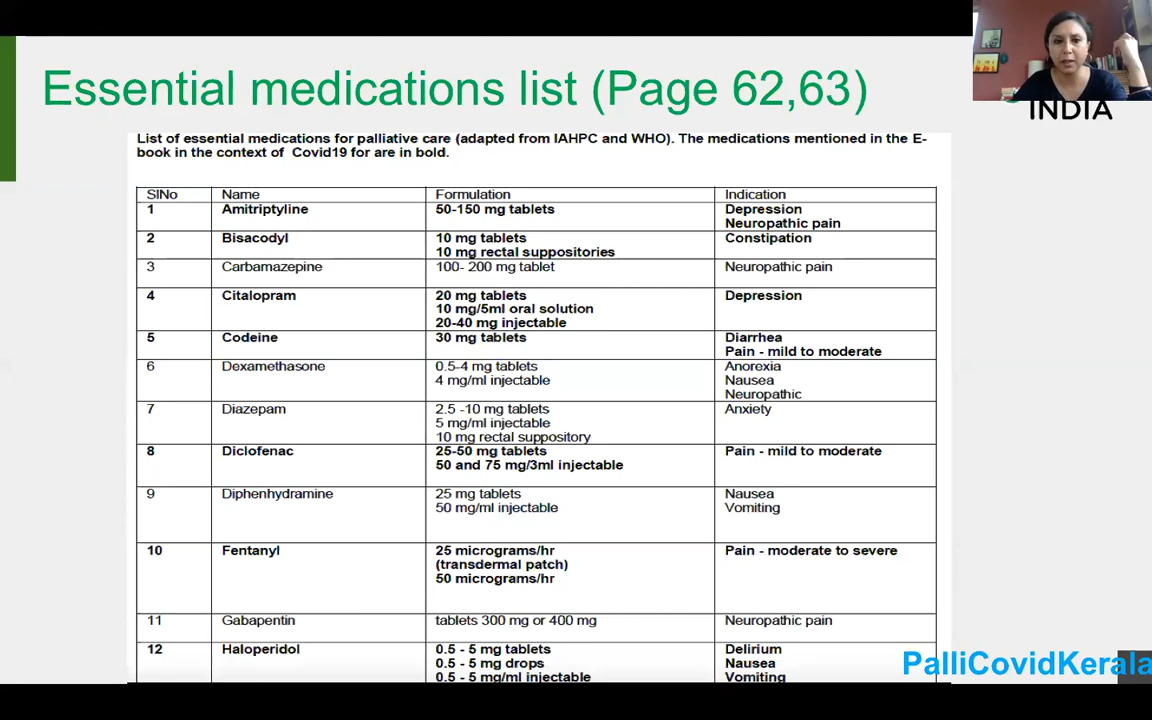 Essential medications list (Page 62,63)
INDIA
List of essential medications for palliative care (adapted from IAHPC and WHO). The medications mentioned in the E-
book in the context of Covid19 for are in bold.
SlNo Name Formulation Indication
1 Amitriptyline 50-150 mg tablets Depression
Neuropathic pain
2 Bisacodyl 10 mg tablets Constipation
10 mg rectal suppositories
3 Carbamazepine 100- 200 mg tablet Neuropathic pain
4 Citalopram 20 mg tablets Depression
10 mg/5ml oral solution
20-40 mg injectable
5 Codeine 30 mg tablets Diarrhea
Pain - mild to moderate
6 Dexamethasone 0.5-4 mg tablets Anorexia
4 mg/ml injectable Nausea
Neuropathic
7 Diazepam 2.5 -10 mg tablets Anxiety
5 mg/ml injectable
10 mg rectal suppository
8 Diclofenac 25-50 mg tablets Pain - mild to moderate
50 and 75 mg/3ml injectable
9 Diphenhydramine 25 mg tablets Nausea
50 mg/ml injectable Vomiting
10 Fentanyl 25 micrograms/hr Pain - moderate to severe
(transdermal patch)
50 micrograms/hr
11 Gabapentin tablets 300 mg or 400 mg Neuropathic pain
12 Haloperidol 0.5 - 5 mg tablets Delirium
0.5 - 5 mg drops Nausea
0.5 - 5 mg/ml injectable Vomiting
PalliCovidKerala